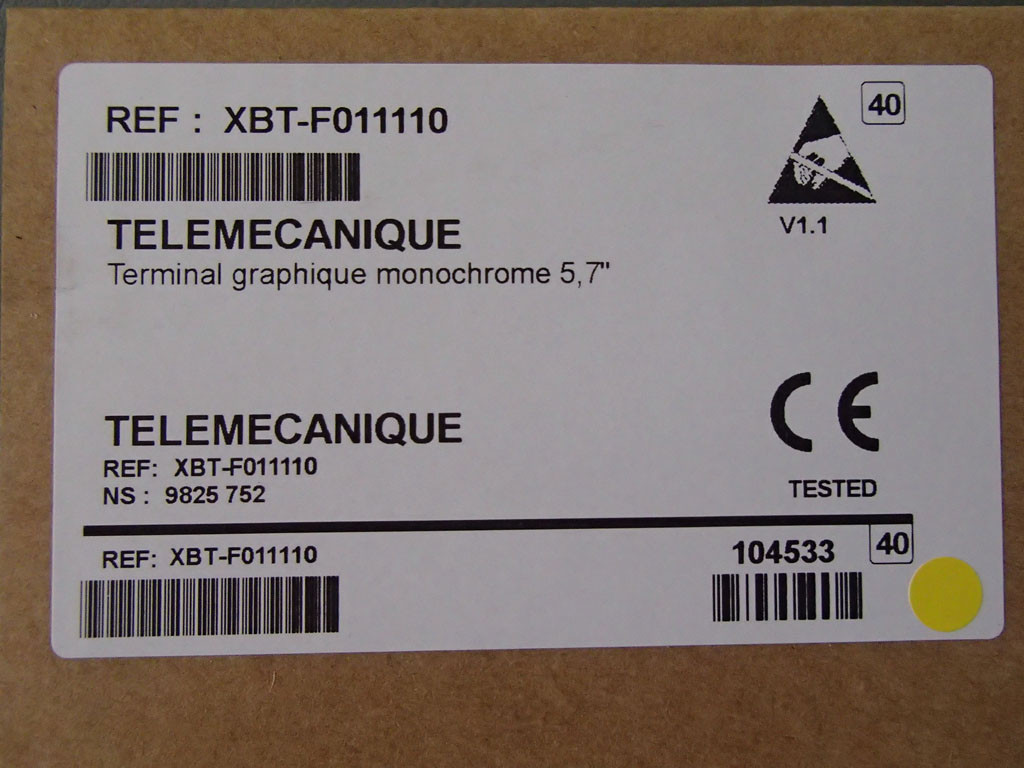 REF : XBT-F011110
40
TELEMECANIQUE
V1.1
Terminal graphique monochrome 5,7"
CE
TELEMECANIQUE
REF: XBT-F011110
NS : 9825 752
TESTED
REF: XBT-F011110
104533
40